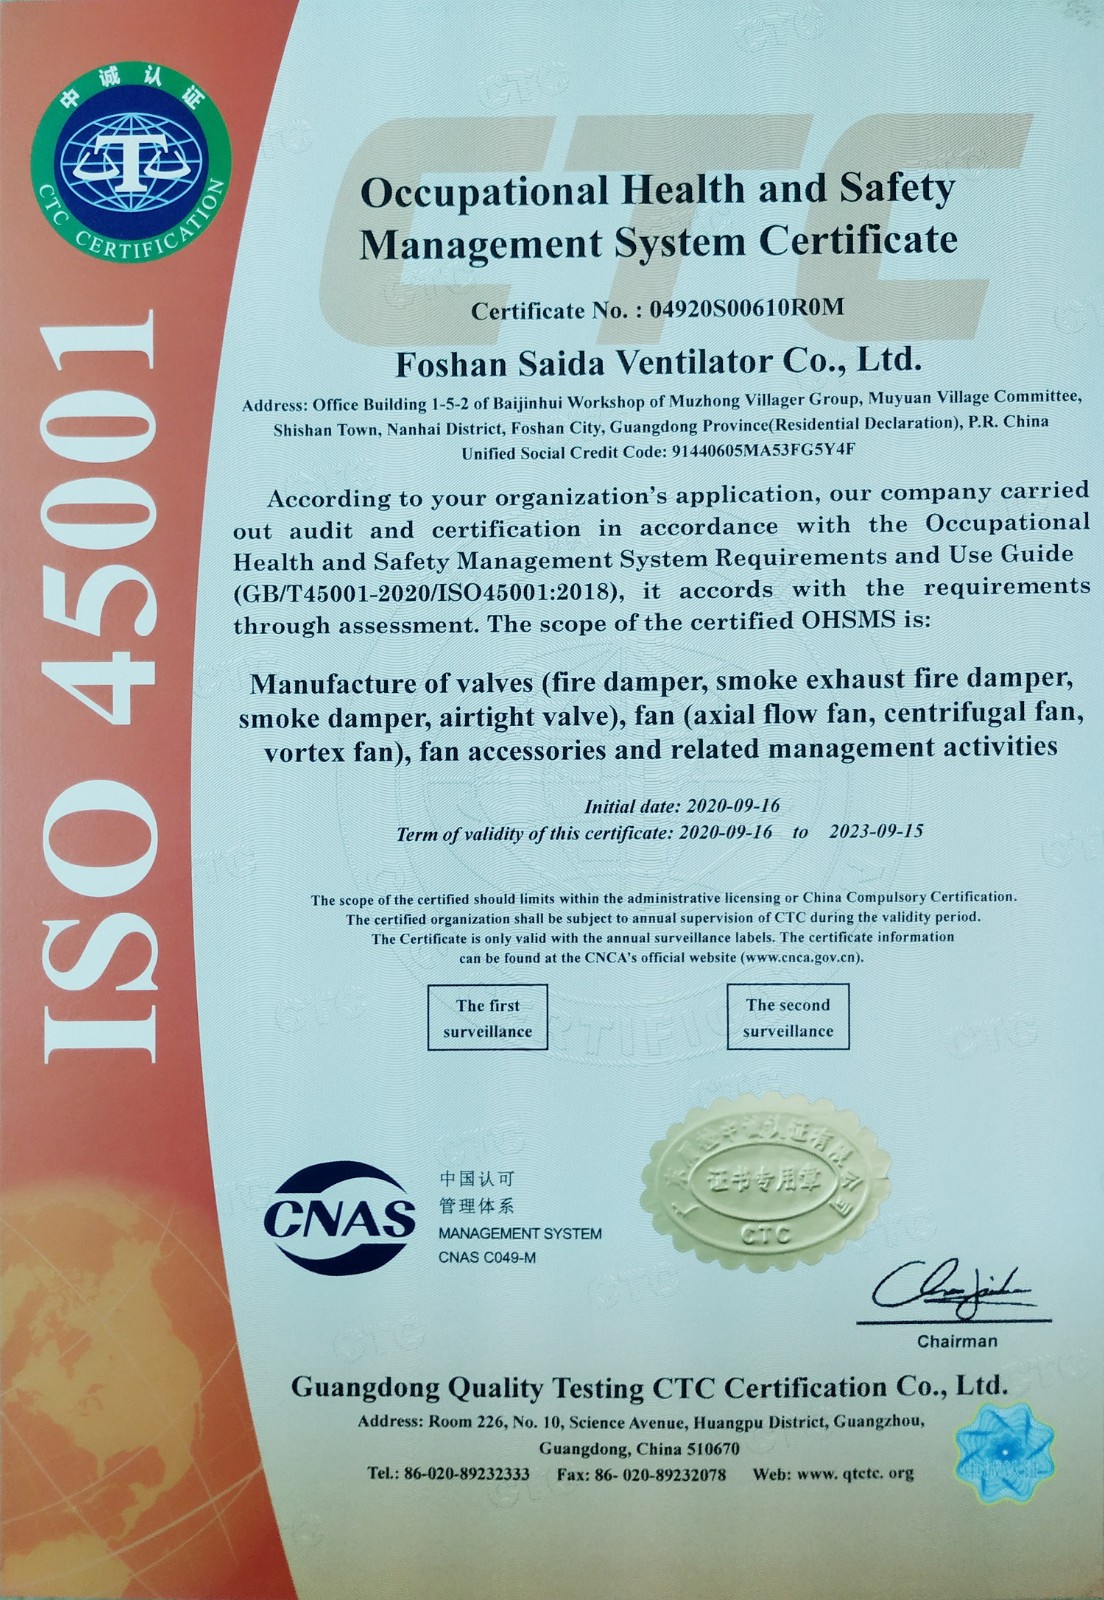 中诚认证
CTC CERTIFICATION
ISO 45001
CTC
Occupational Health and Safety
Management System Certificate
Certificate No. : 04920S00610R0M
Foshan Saida Ventilator Co., Ltd.
Address: Office Building 1-5-2 of Baijinhui Workshop of Muzhong Villager Group, Muyuan Village Committee,
Shishan Town, Nanhai District, Foshan City, Guangdong Province(Residential Declaration), P.R. China
Unified Social Credit Code: 91440605MA53FG5Y4F
According to your organization's application, our company carried
out audit and certification in accordance with the Occupational
Health and Safety Management System Requirements and Use Guide
(GB/T45001-2020/ISO45001:2018), it accords with the requirements
through assessment. The scope of the certified OHSMS is:
Manufacture of valves (fire damper, smoke exhaust fire damper,
smoke damper, airtight valve), fan (axial flow fan, centrifugal fan,
vortex fan), fan accessories and related management activities
Initial date: 2020-09-16
Term of validity of this certificate: 2020-09-16 to 2023-09-15
The scope of the certified should limits within the administrative licensing or China Compulsory Certification.
The certified organization shall be subject to annual supervision of CTC during the validity period.
The Certificate is only valid with the annual surveillance labels. The certificate information
can be found at the CNCA's official website (www.cnca.gov.cn).
The first
surveillance
The second
surveillance
CNAS
中国认可
管理体系
MANAGEMENT SYSTEM
CNAS C049-M
证书专用章
CTC
Chairman
Guangdong Quality Testing CTC Certification Co., Ltd.
Address: Room 226, No. 10, Science Avenue, Huangpu District, Guangzhou,
Guangdong, China 510670
Tel.: 86-020-89232333 Fax: 86- 020-89232078 Web: www. qtctc. org